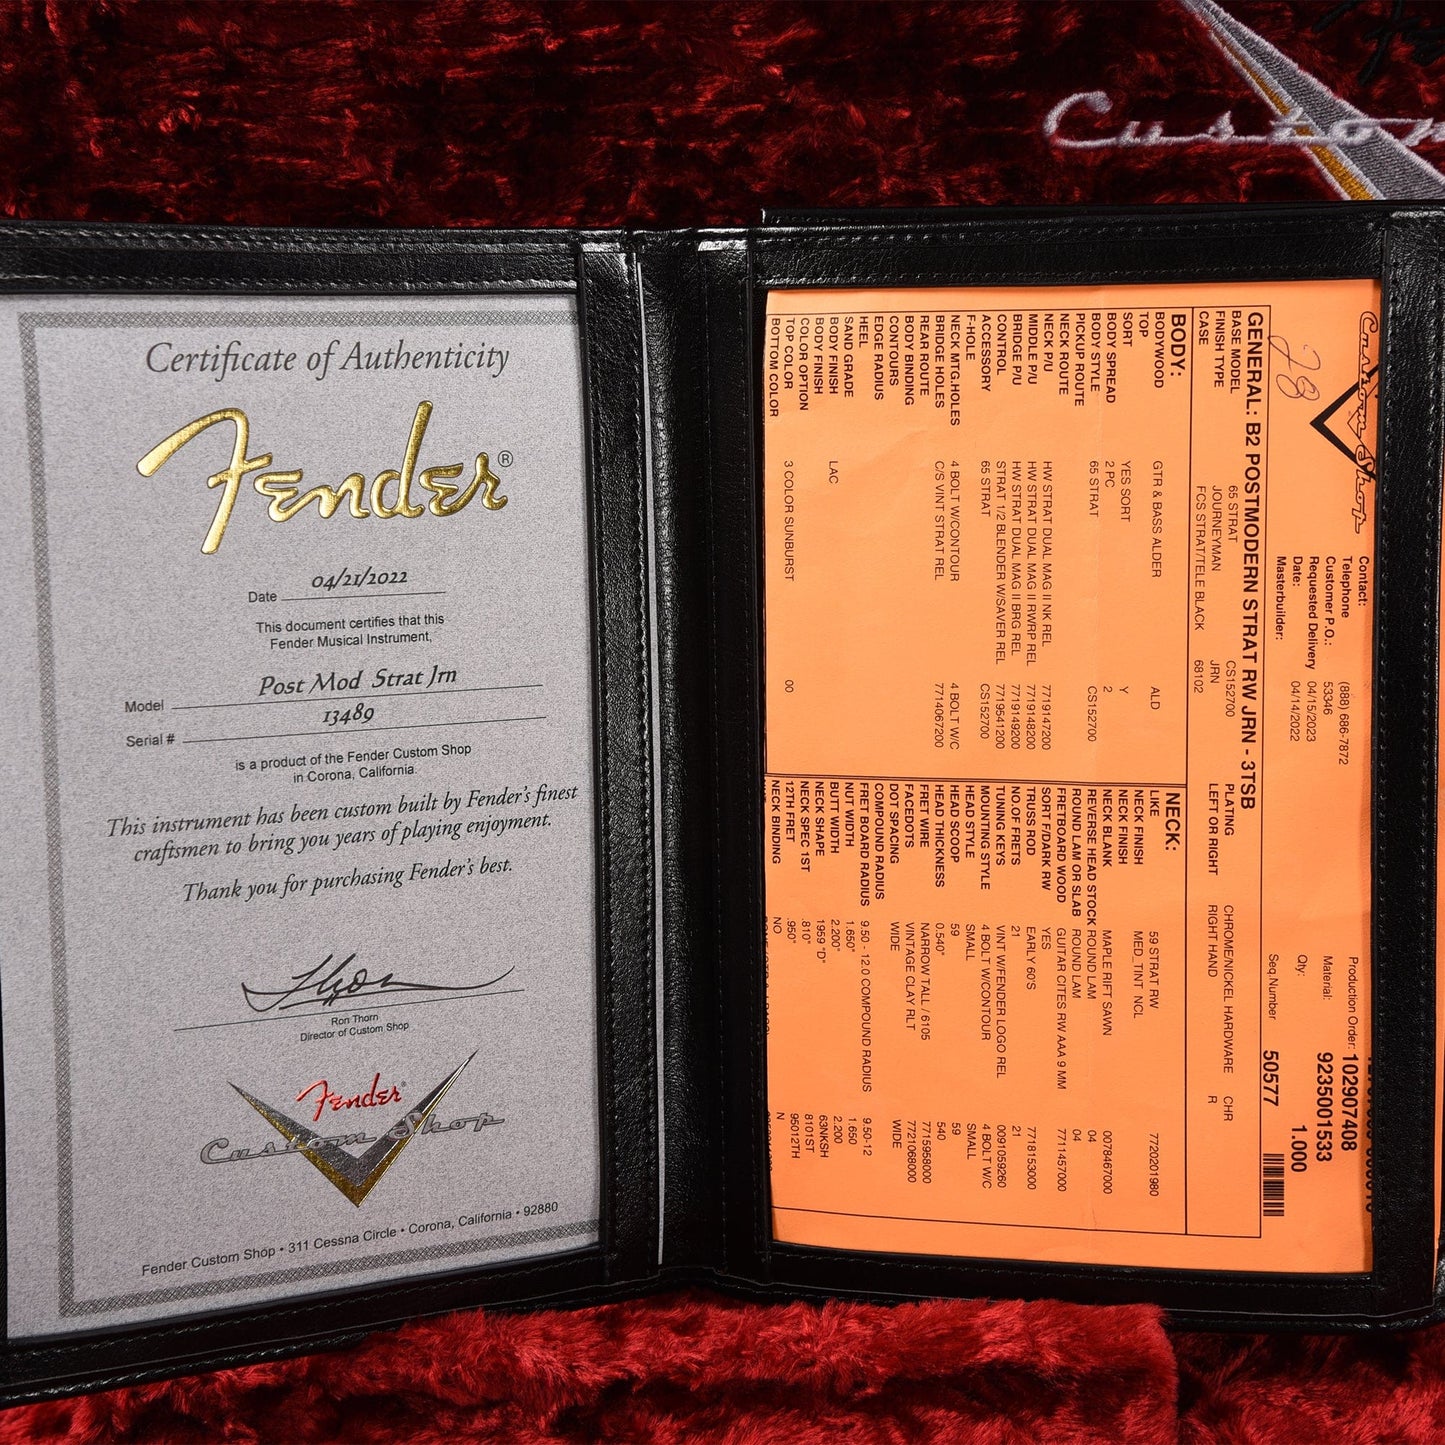 Custom
Certificate of Authenticity
Fender®
04/21/2022
Date
This document certifies that this
Fender Musical Instrument,
Post Mod Strat Jrn
Model
13489
Serial #
is a product of the Fender Custom Shop
in Corona, California.
This instrument has been custom built by Fender's finest
craftsmen to bring you years of playing enjoyment.
Thank you for purchasing Fender's best.
Ron Thorn
Director of Custom Shop
Fender
Custom Shop
Fender Custom Shop • 311 Cessna Circle • Corona, California • 92880
Custom Shop
28
Contact:
Telephone (888) 686-7872
Customer P.O.: 53346
Requested Delivery 04/15/2023
Date: 04/14/2022
Masterbuilder:
Production Order: 102907408
Material: 9235001533
Qty: 1.000
Seq.Number 50577
GENERAL: B2 POSTMODERN STRAT RW JRN - 3TSB
BASE MODEL 65 STRAT CS152700 PLATING CHROME/NICKEL HARDWARE CHR
FINISH TYPE JOURNEYMAN JRN LEFT OR RIGHT RIGHT HAND R
CASE FCS STRAT/TELE BLACK 68102
BODY:
BODYWOOD GTR & BASS ALDER ALD
TOP
SORT YES SORT Y
BODY SPREAD 2 PC 2
BODY STYLE 65 STRAT CS152700
PICKUP ROUTE
NECK ROUTE
NECK P/U HW STRAT DUAL MAG II NK REL 7719147200
MIDDLE P/U HW STRAT DUAL MAG II RWRP REL 7719148200
BRIDGE P/U HW STRAT DUAL MAG II BRG REL 7719149200
CONTROL STRAT 1/2 BLENDER W/SAVER REL 7719541200
ACCESSORY 65 STRAT CS152700
F-HOLE
NECK MTG.HOLES 4 BOLT W/CONTOUR 4 BOLT W/C
BRIDGE HOLES C/S VINT STRAT REL 7714067200
REAR ROUTE
BODY BINDING
CONTOURS
EDGE RADIUS
HEEL
SAND GRADE
BODY FINISH LAC
BODY FINISH
COLOR OPTION
TOP COLOR 3 COLOR SUNBURST 00
BOTTOM COLOR
NECK:
LIKE 59 STRAT RW 7720201980
NECK FINISH MED_TINT NCL
NECK FINISH
NECK BLANK MAPLE RIFT SAWN 0078467000
REVERSE HEAD STOCK ROUND LAM 04
ROUND LAM OR SLAB ROUND LAM 04
FRETBOARD WOOD GUITAR CITES RW AAA 9 MM 7711457000
SORT F/DARK RW YES
TRUSS ROD EARLY 60'S 7718153000
NO.OF FRETS 21 21
TUNING KEYS VINT W/FENDER LOGO REL 0091059260
MOUNTING STYLE 4 BOLT W/CONTOUR 4 BOLT W/C
HEAD STYLE SMALL SMALL
HEAD SCOOP 59 59
HEAD THICKNESS 0.540" 540
FRET WIRE NARROW TALL / 6105 7715958000
FACEDOTS VINTAGE CLAY RLT 7721068000
DOT SPACING WIDE WIDE
COMPOUND RADIUS
FRET BOARD RADIUS 9.50 - 12.0 COMPOUND RADIUS 9.50-12
NUT WIDTH 1.650" 1.650
BUTT WIDTH 2.200" 2.200
NECK SHAPE 1959 "D" 63NKSH
NECK SPEC 1ST .810" 8101ST
12TH FRET .950" 95012TH
NECK BINDING NO N